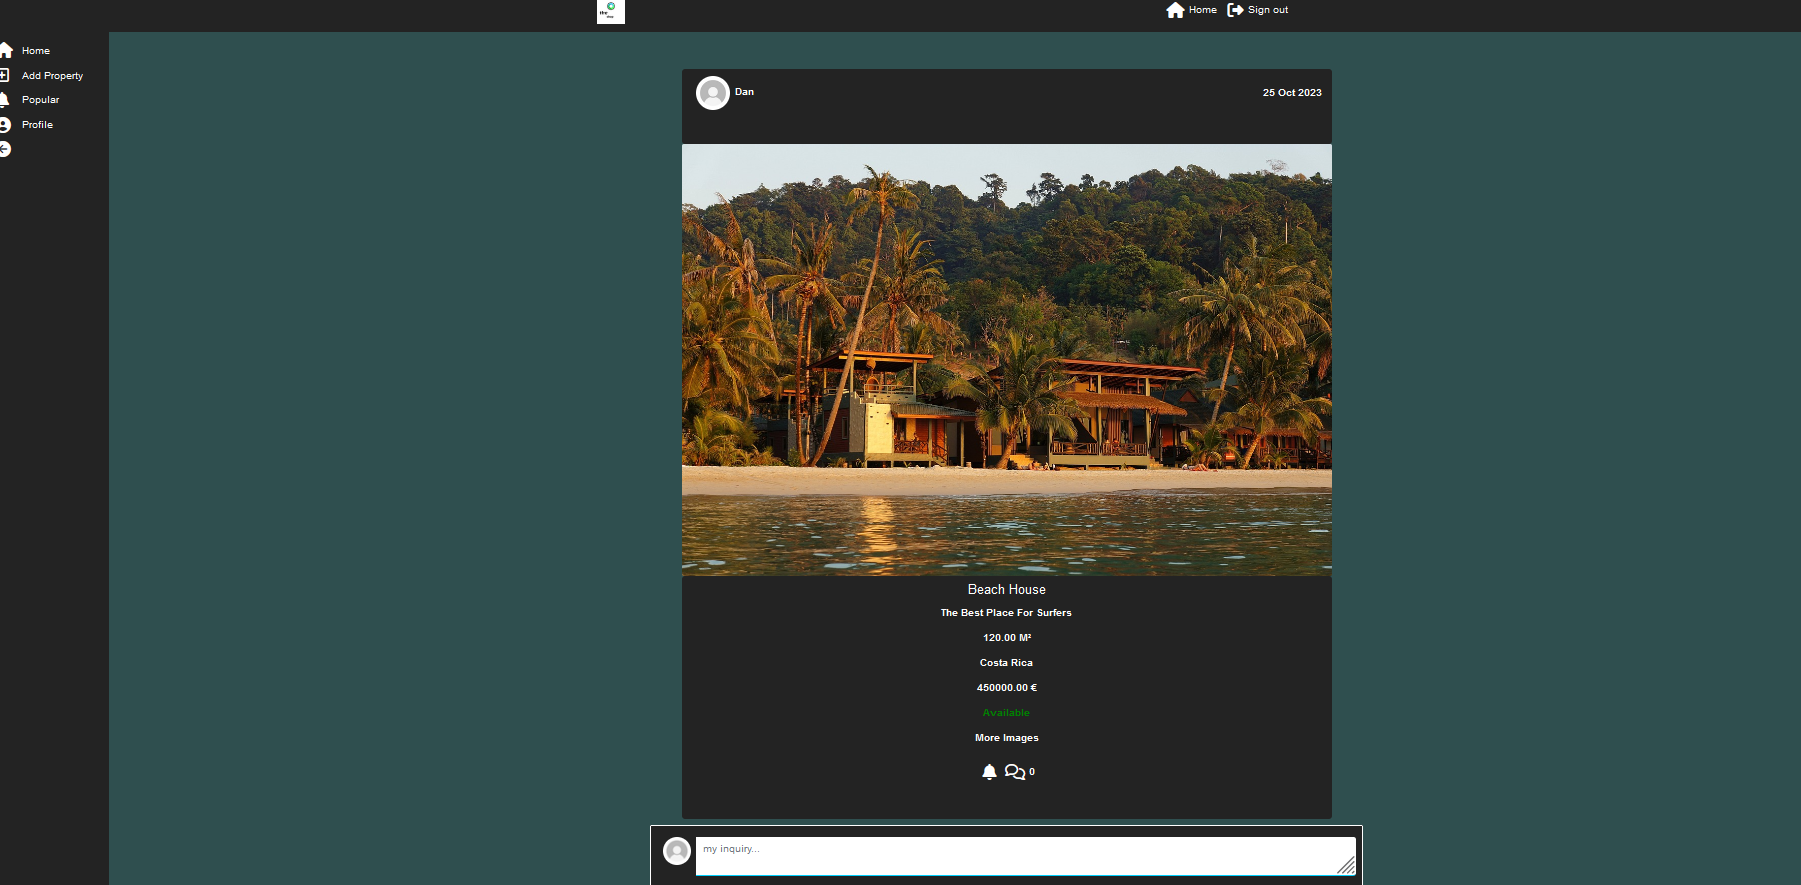 Home
Sign out
Home
Add Property
Popular
Profile
Dan
25 Oct 2023
Beach House
The Best Place For Surfers
120.00 M²
Costa Rica
450000.00 €
Available
More Images
0
my inquiry...